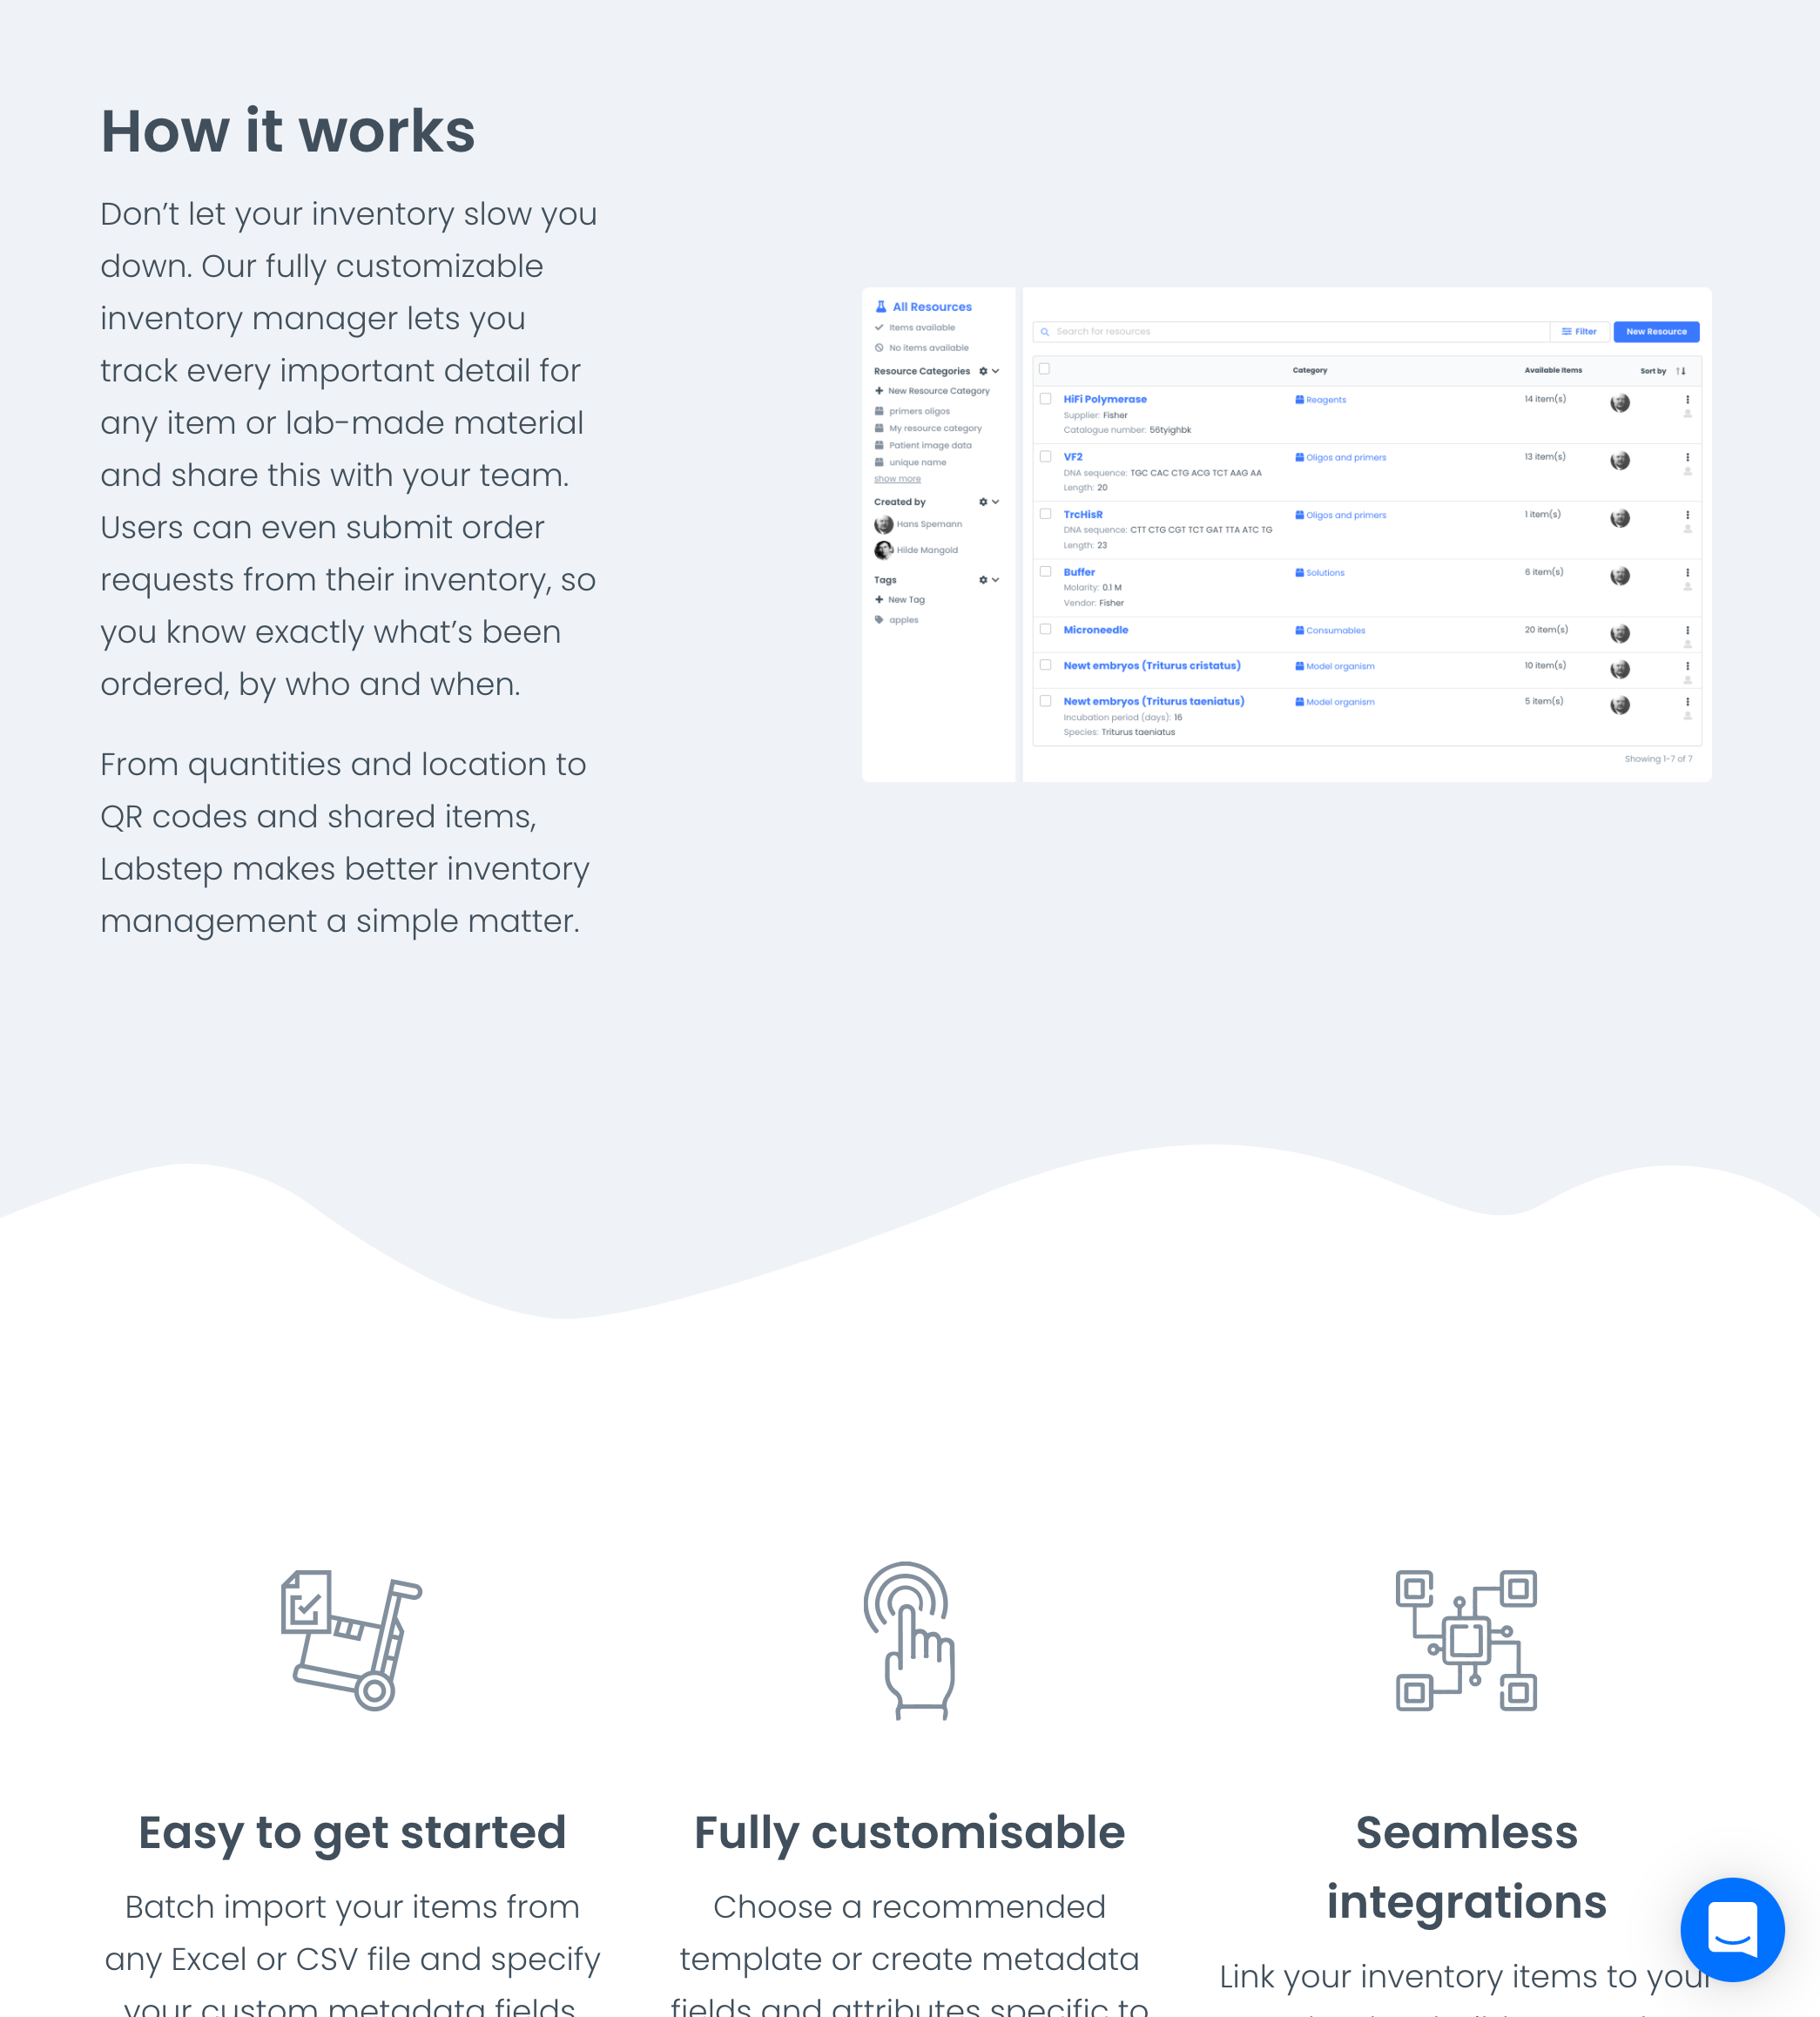 How it works
Don’t let your inventory slow you
down. Our fully customizable
inventory manager lets you
track every important detail for
any item or lab-made material
and share this with your team.
Users can even submit order
requests from their inventory, so
you know exactly what’s been
ordered, by who and when.
From quantities and location to
QR codes and shared items,
Labstep makes better inventory
management a simple matter.
All Resources
Items available
No items available
Resource Categories
New Resource Category
primers oligos
My resource category
Patient image data
unique name
show more
Created by
Hans Spemann
Hilde Mangold
Tags
New Tag
apples
Search for resources Filter New Resource
Category Available Items Sort by
HiFi Polymerase Reagents 14 item(s)
Supplier: Fisher
Catalogue number: 56tyighbk
VF2 Oligos and primers 13 item(s)
DNA sequence: TGC CAC CTG ACG TCT AAG AA
Length: 20
TrcHisR Oligos and primers 1 item(s)
DNA sequence: CTT CTG CGT TCT GAT TTA ATC TG
Length: 23
Buffer Solutions 6 item(s)
Molarity: 0.1 M
Vendor: Fisher
Microneedle Consumables 20 item(s)
Newt embryos (Triturus cristatus) Model organism 10 item(s)
Newt embryos (Triturus taeniatus) Model organism 5 item(s)
Incubation period (days): 16
Species: Triturus taeniatus
Showing 1-7 of 7
Easy to get started
Batch import your items from
any Excel or CSV file and specify
your custom metadata fields
Fully customisable
Choose a recommended
template or create metadata
fields and attributes specific to
Seamless
integrations
Link your inventory items to your